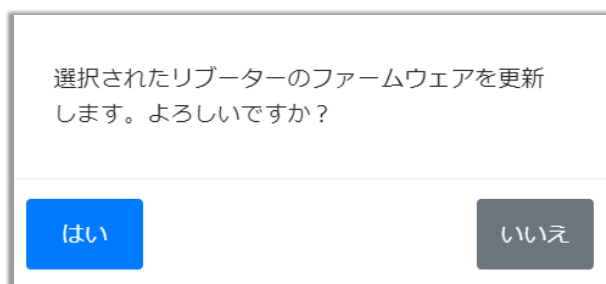 選択されたリブーターのファームウェアを更新
します。よろしいですか？
はい
いいえ